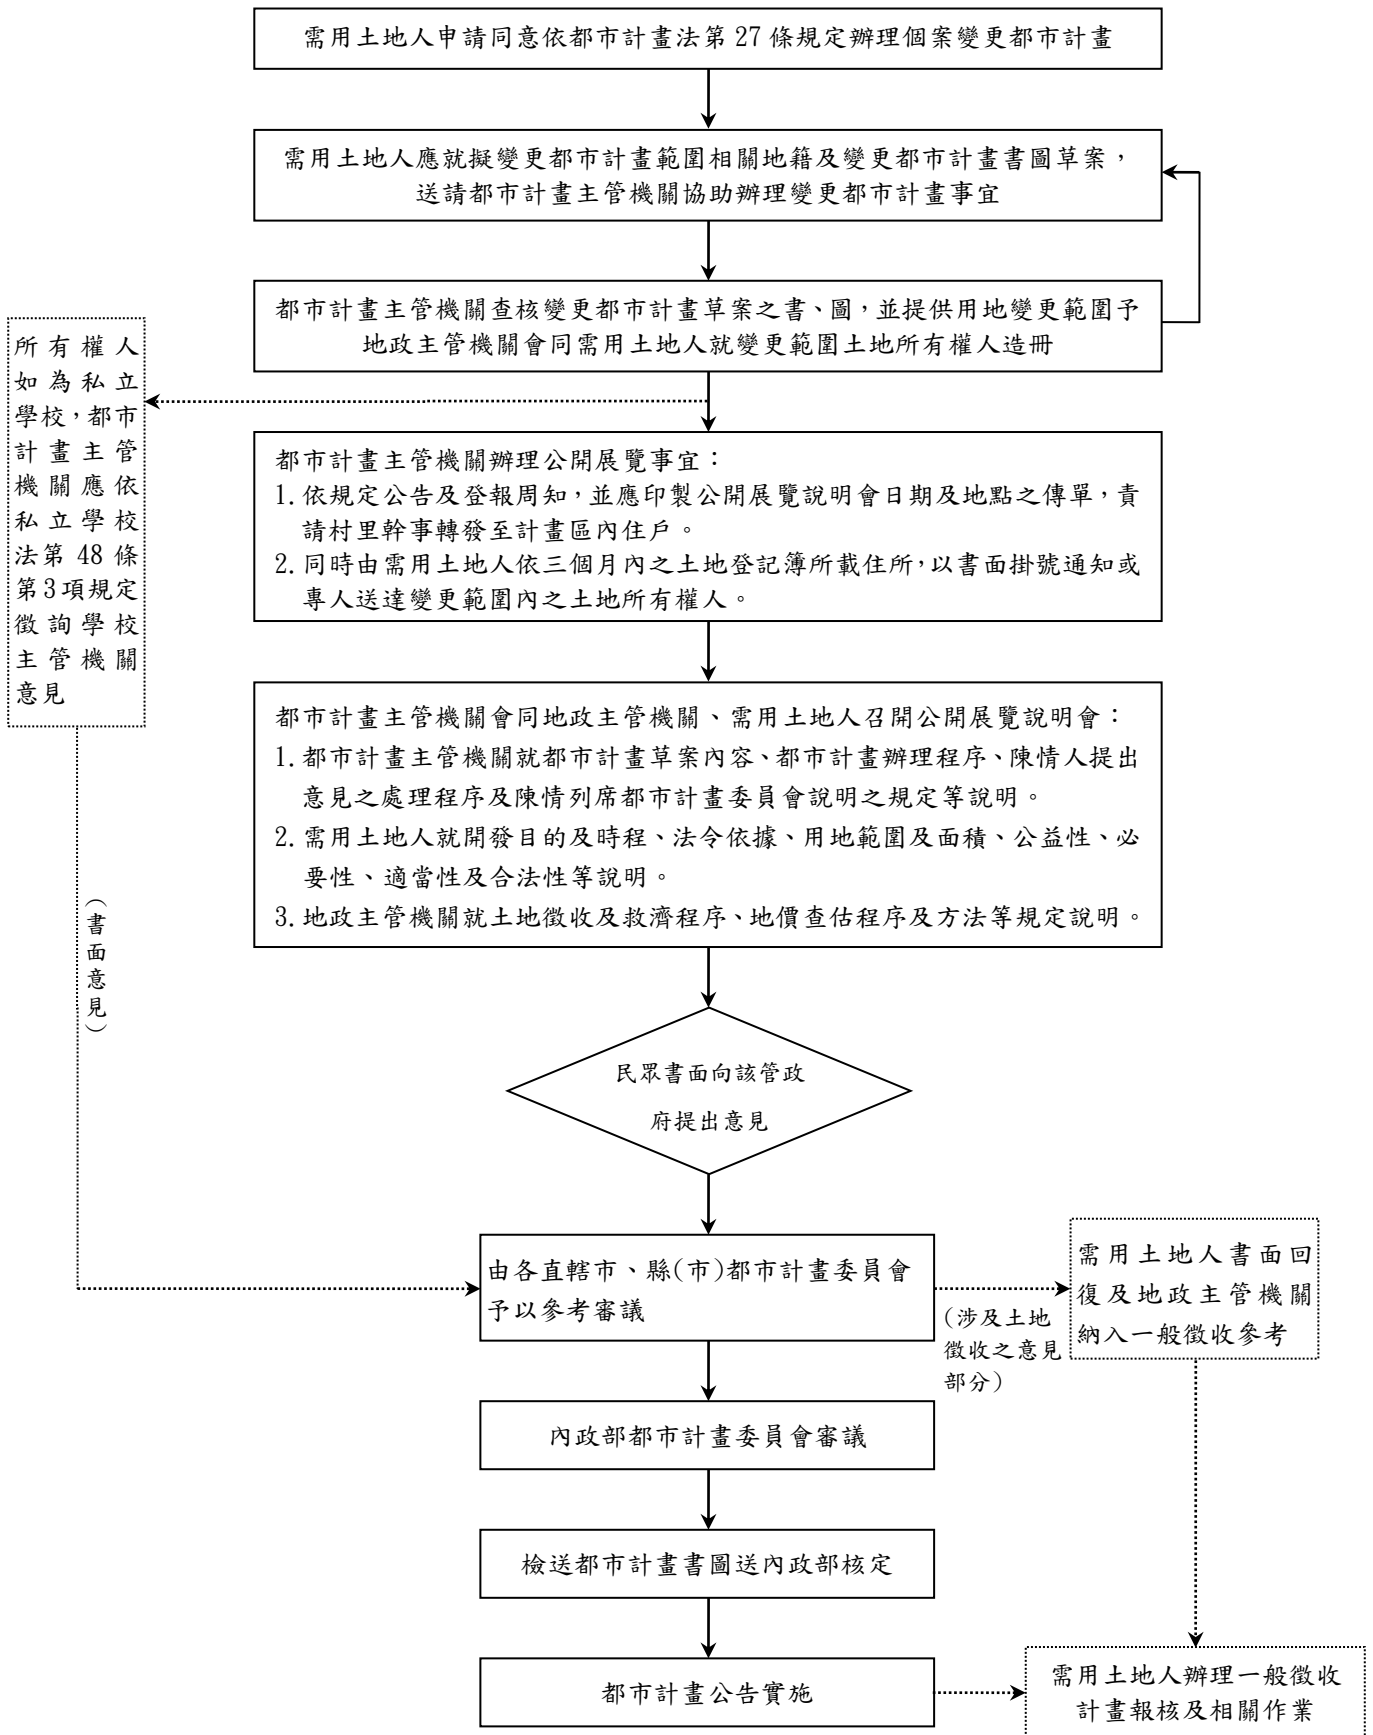 需用土地人申請同意依都市計畫法第 27 條規定辦理個案變更都市計畫
需用土地人應就擬變更都市計畫範圍相關地籍及變更都市計畫書圖草案，
送請都市計畫主管機關協助辦理變更都市計畫事宜
都市計畫主管機關查核變更都市計畫草案之書、圖，並提供用地變更範圍予
地政主管機關會同需用土地人就變更範圍土地所有權人造冊
所有權人
如為私立
學校，都市
計畫主管
機關應依
私立學校
法第 48 條
第 3 項規定
徵詢學校
主管機關
意見
都市計畫主管機關辦理公開展覽事宜：
1. 依規定公告及登報周知，並應印製公開展覽說明會日期及地點之傳單，責
請村里幹事轉發至計畫區內住戶。
2. 同時由需用土地人依三個月內之土地登記簿所載住所，以書面掛號通知或
專人送達變更範圍內之土地所有權人。
都市計畫主管機關會同地政主管機關、需用土地人召開公開展覽說明會：
1. 都市計畫主管機關就都市計畫草案內容、都市計畫辦理程序、陳情人提出
意見之處理程序及陳情列席都市計畫委員會說明之規定等說明。
2. 需用土地人就開發目的及時程、法令依據、用地範圍及面積、公益性、必
要性、適當性及合法性等說明。
3. 地政主管機關就土地徵收及救濟程序、地價查估程序及方法等規定說明。
（書面意見）
民眾書面向該管政
府提出意見
由各直轄市、縣(市)都市計畫委員會
予以參考審議
(涉及土地
徵收之意見
部分)
需用土地人書面回
復及地政主管機關
納入一般徵收參考
內政部都市計畫委員會審議
檢送都市計畫書圖送內政部核定
都市計畫公告實施
需用土地人辦理一般徵收
計畫報核及相關作業